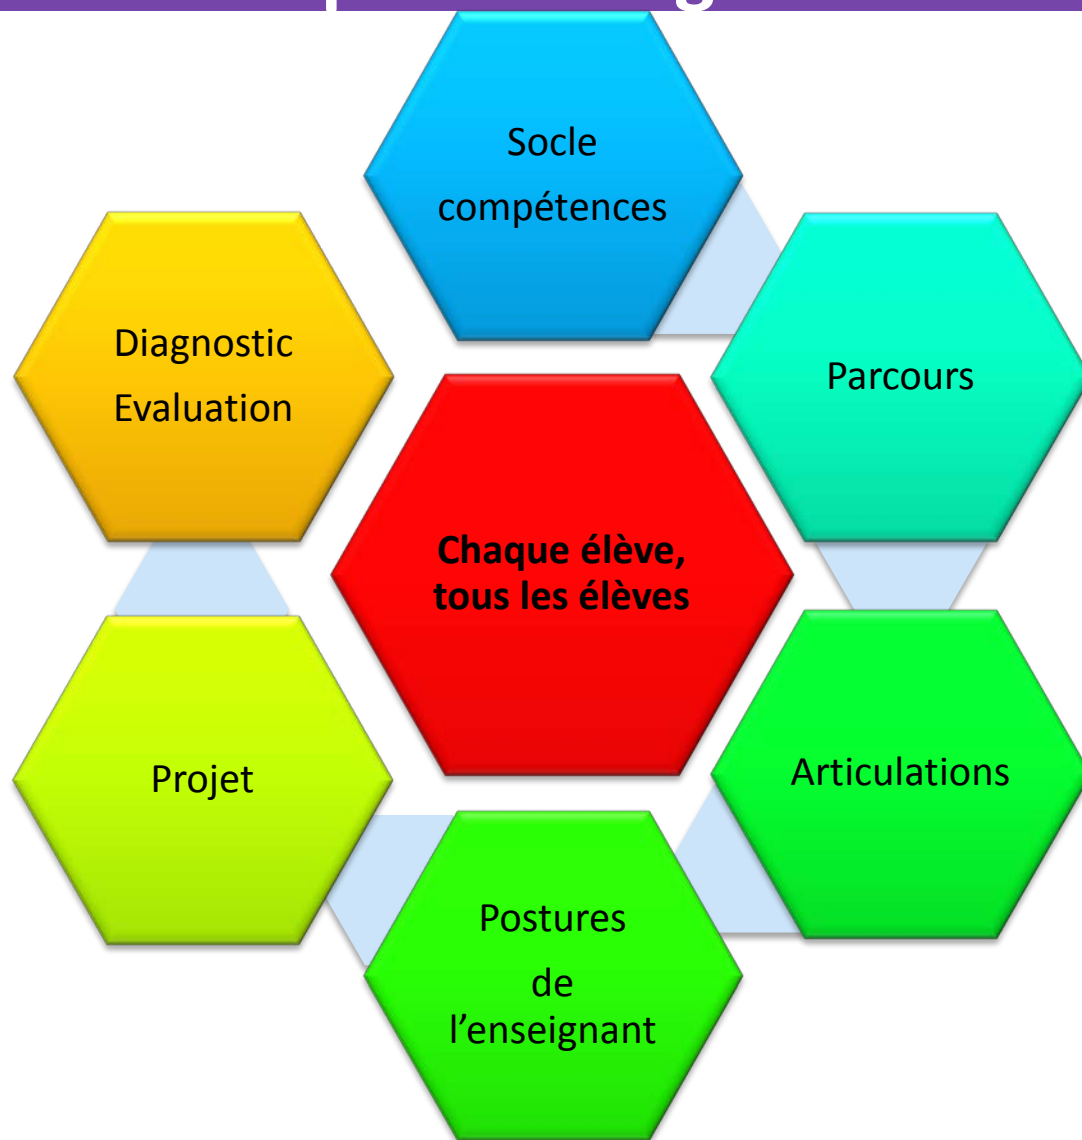 Socle
compétences
Parcours
Articulations
Postures
de
l’enseignant
Projet
Diagnostic
Evaluation
Chaque élève,
tous les élèves